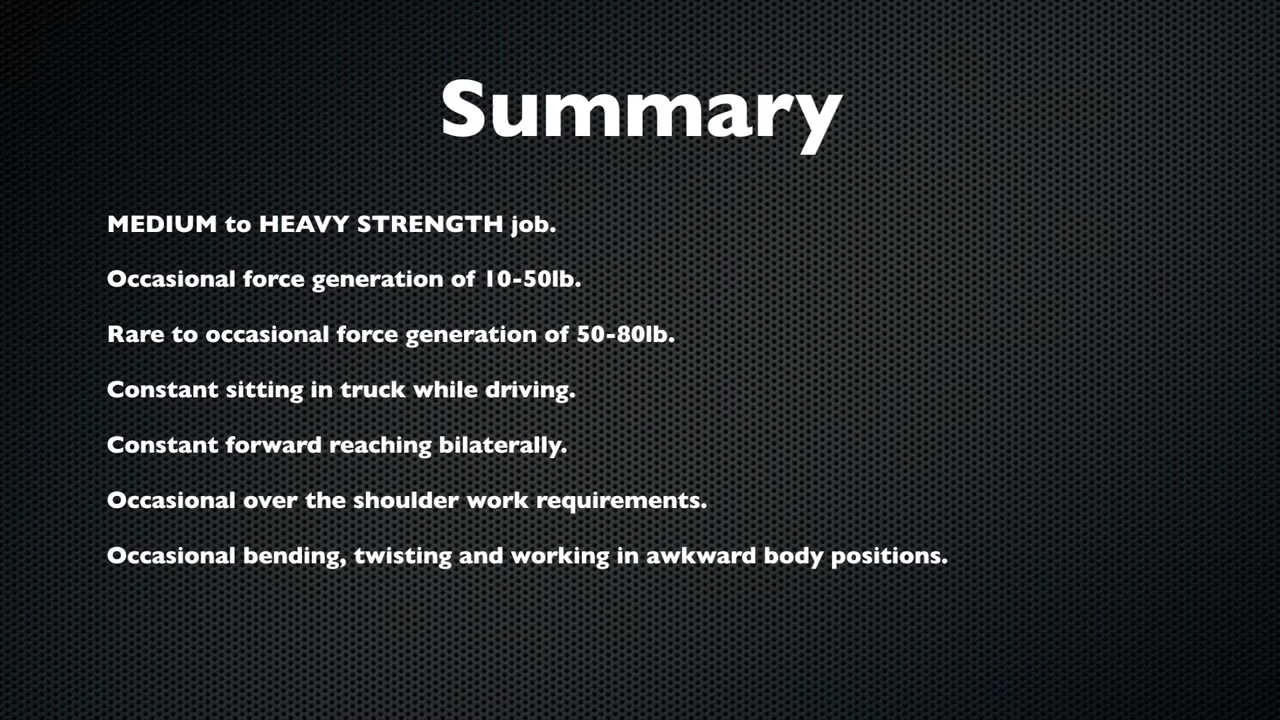 Summary
MEDIUM to HEAVY STRENGTH job.
Occasional force generation of 10-50lb.
Rare to occasional force generation of 50-80lb.
Constant sitting in truck while driving.
Constant forward reaching bilaterally.
Occasional over the shoulder work requirements.
Occasional bending, twisting and working in awkward body positions.